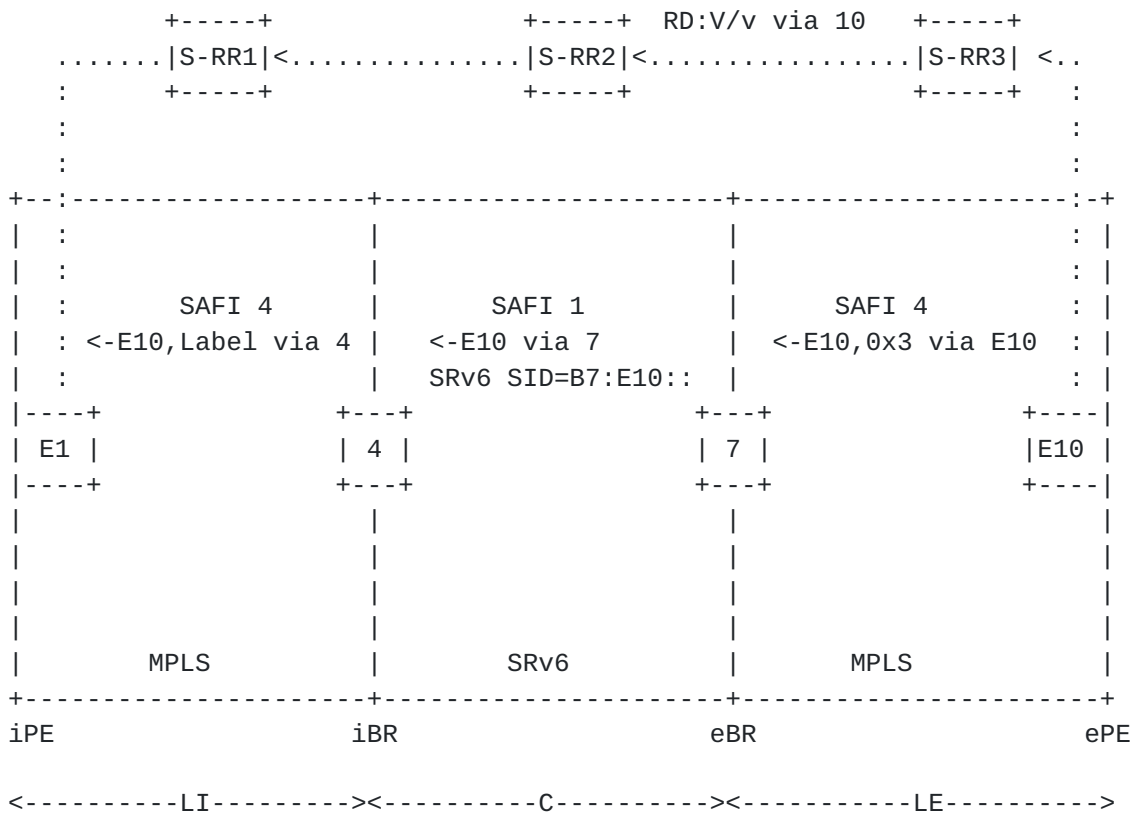 RD:V/v via 10
S-RR1 S-RR2 S-RR3
SAFI 4 SAFI 1 SAFI 4
<-E10,Label via 4 <-E10 via 7 <-E10,0x3 via E10
SRv6 SID=B7:E10::
E1 4 7 E10
MPLS SRv6 MPLS
iPE iBR eBR ePE
<----------LI---------><----------C----------><-----------LE---------->